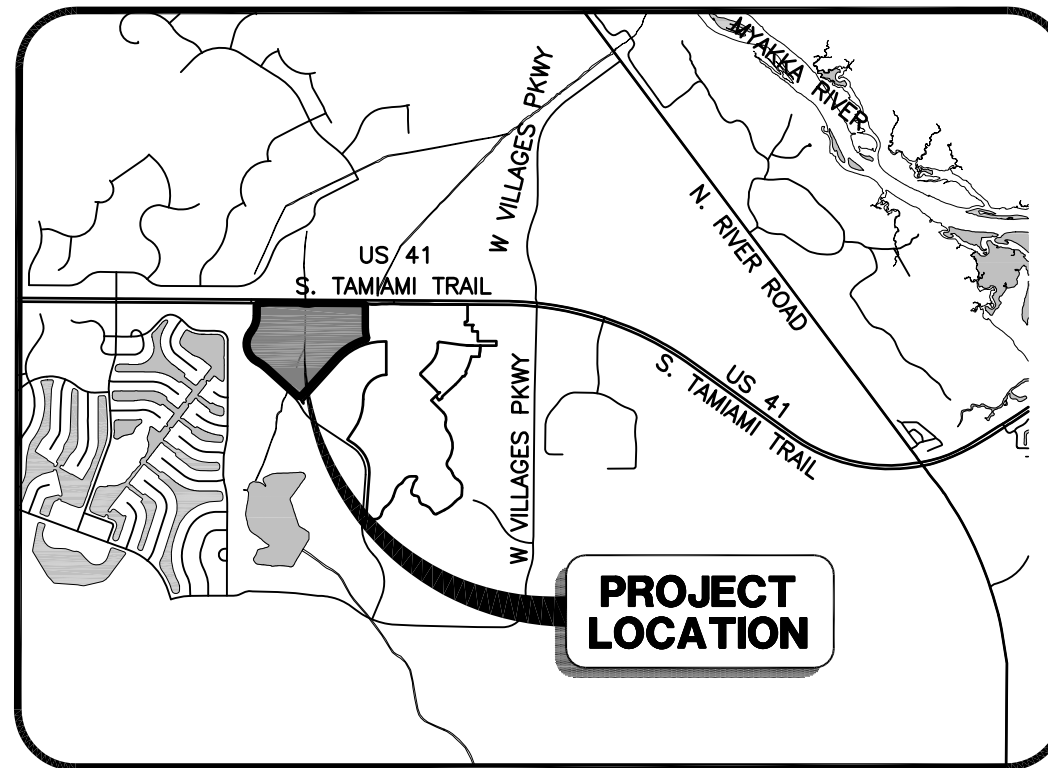 MYAKKA RIVER
W VILLAGES PKWY
N. RIVER ROAD
US 41
S. TAMIAMI TRAIL
US 41
S. TAMIAMI TRAIL
W VILLAGES PKWY
PROJECT
LOCATION